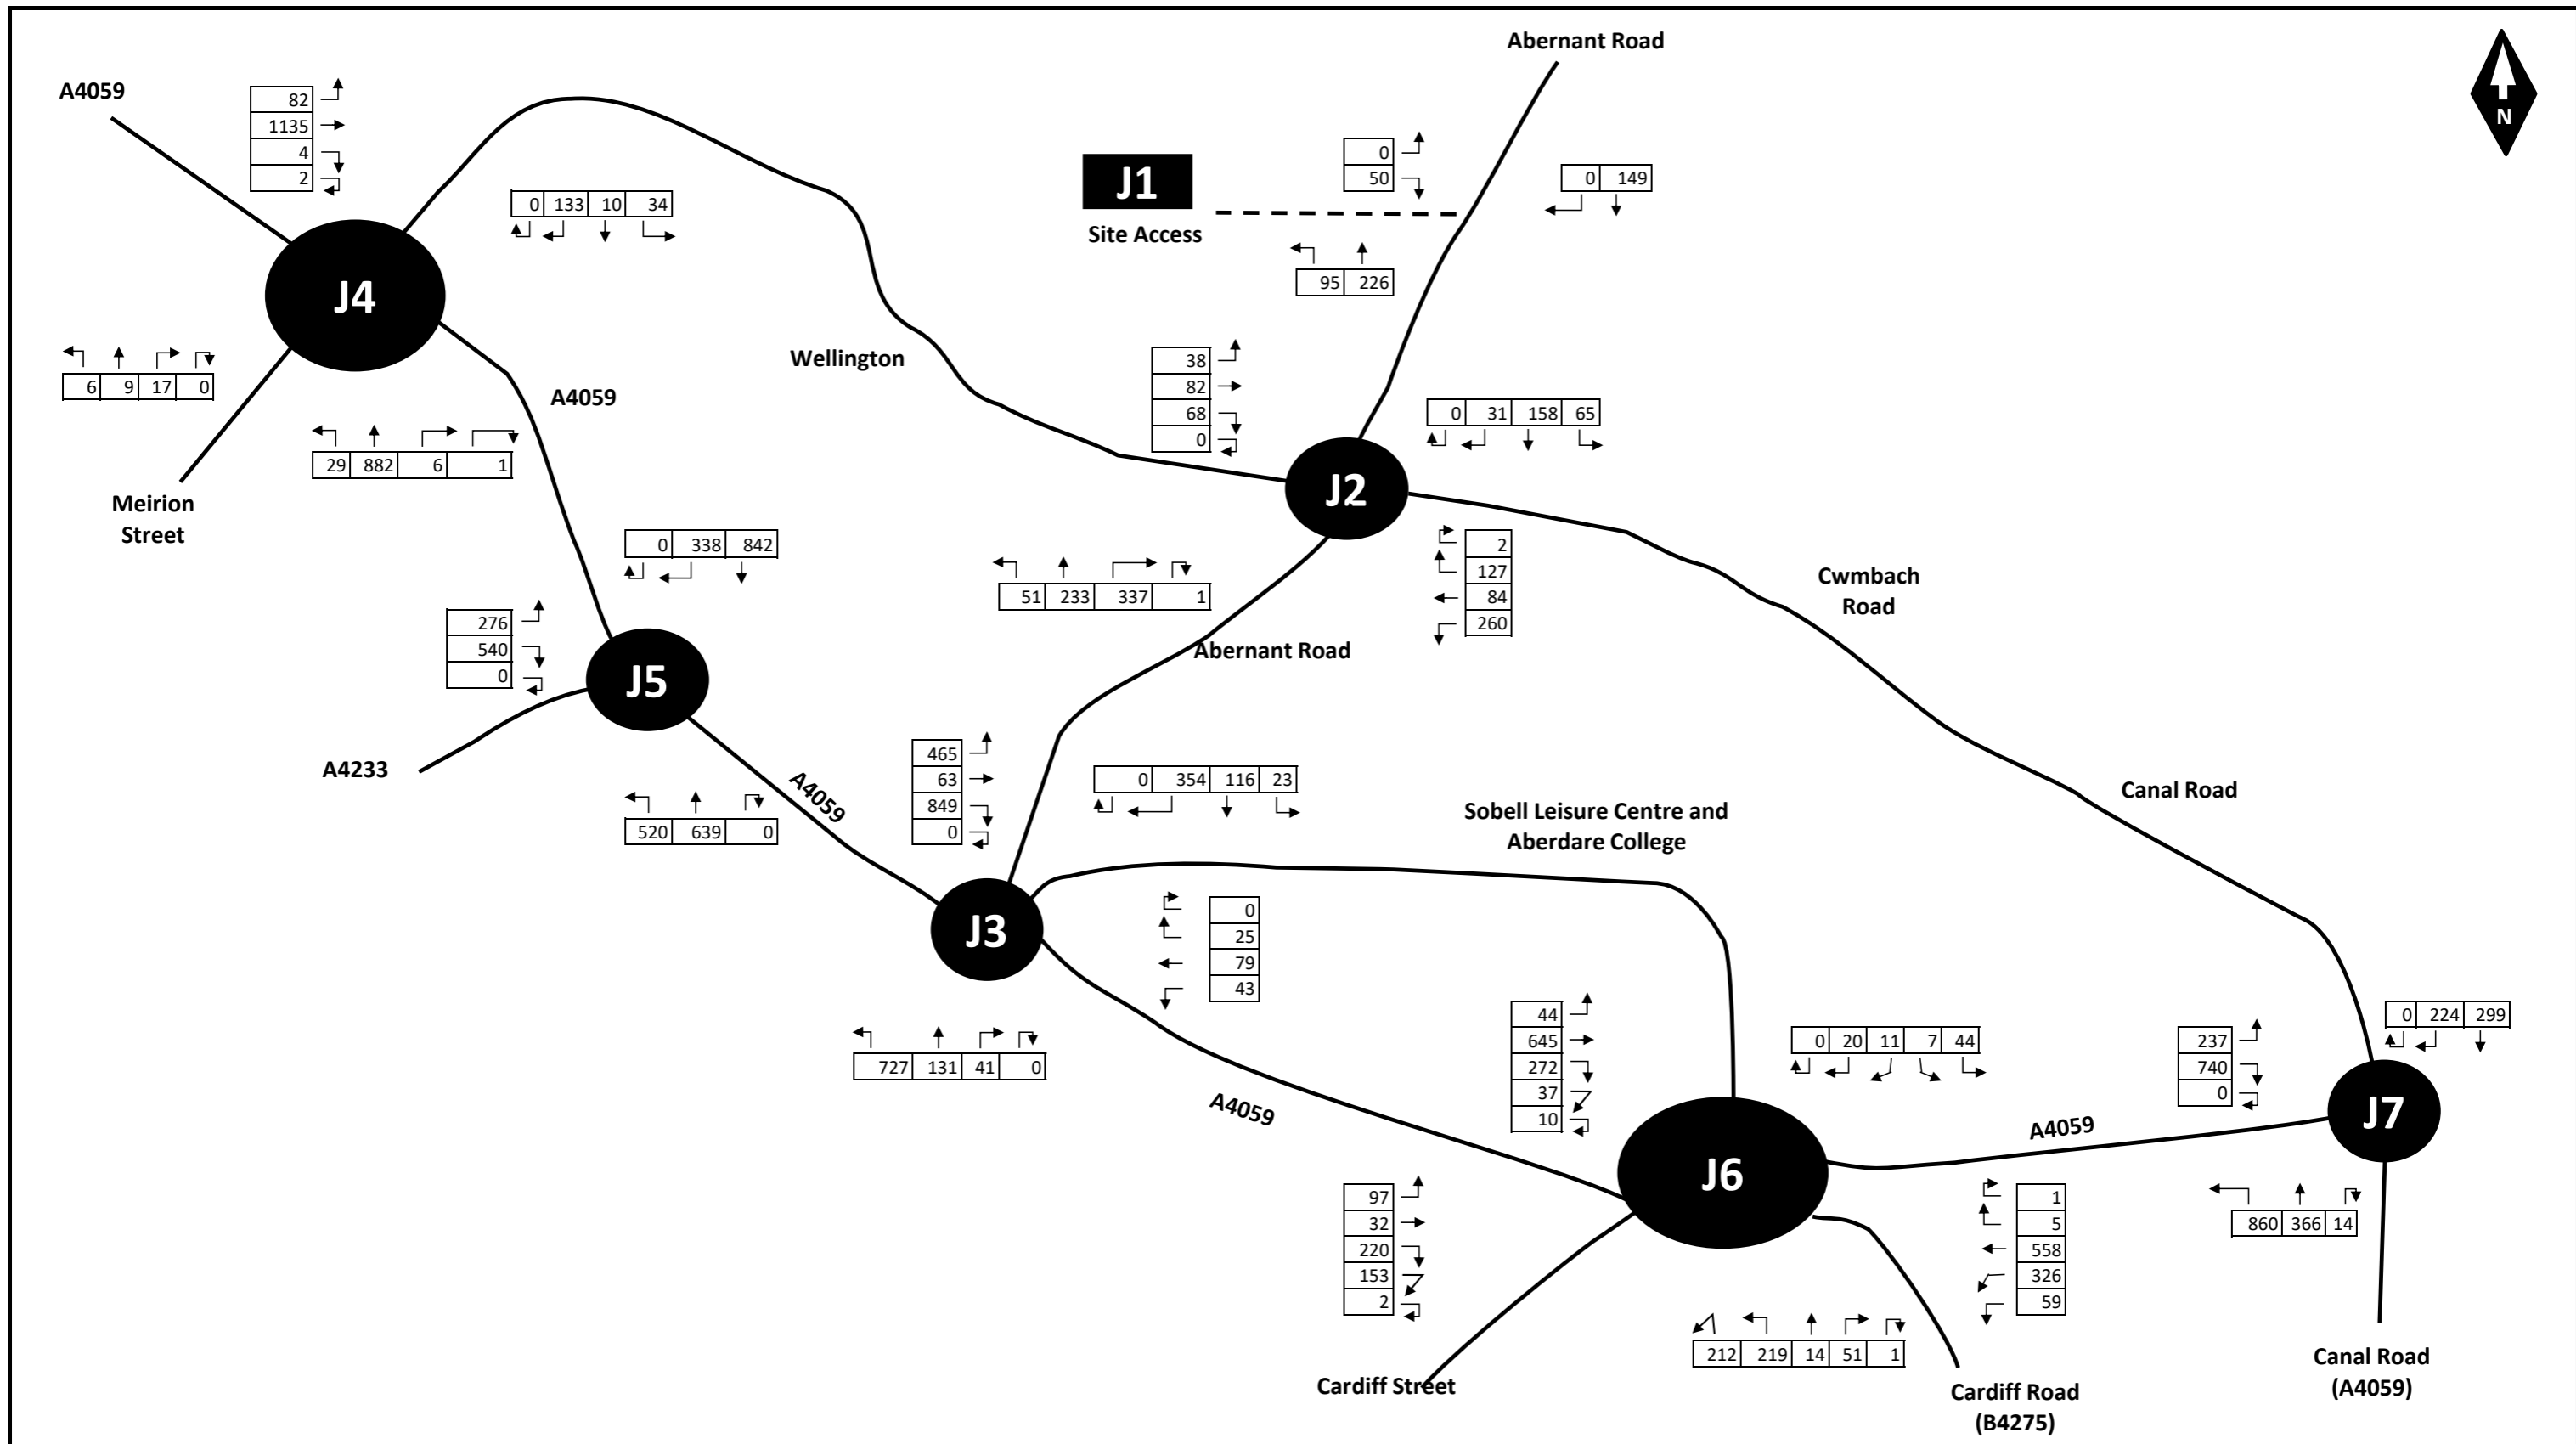 Abernant Road
A4059
82
1135
4
2
N
J1
Site Access
0
50
0 149
95 226
0 133 10 34
J4
Wellington
38
82
68
0
6 9 17 0
A4059
0 31 158 65
29 882 6 1
Meirion
Street
J2
0 338 842
2
127
84
260
51 233 337 1
Cwmbach
Road
276
540
0
J5
Abernant Road
A4233
A4059
465
63
849
0
0 354 116 23
520 639 0
Canal Road
Sobell Leisure Centre and
Aberdare College
J3
0
25
79
43
727 131 41 0
A4059
44
645
272
37
10
0 20 11 7 44
237
740
0
0 224 299
A4059
J7
J6
97
32
220
153
2
1
5
558
326
59
860 366 14
212 219 14 51 1
Cardiff Street
Cardiff Road
(B4275)
Canal Road
(A4059)